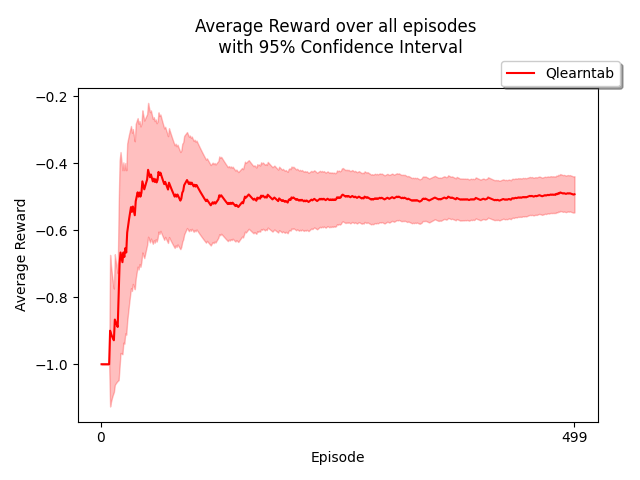 Average Reward over all episodes
with 95% Confidence Interval
Qlearntab
−0.2
−0.4
−0.6
−0.8
−1.0
Average Reward
0
499
Episode